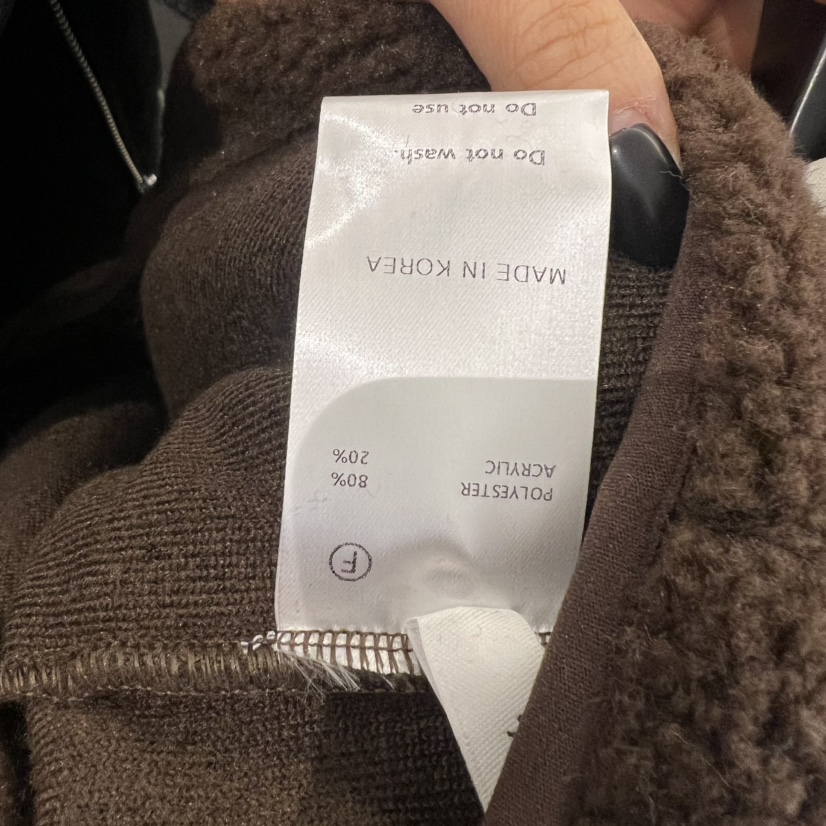 F
POLYESTER 80%
ACRYLIC 20%
MADE IN KOREA
Do not wash.
Do not use